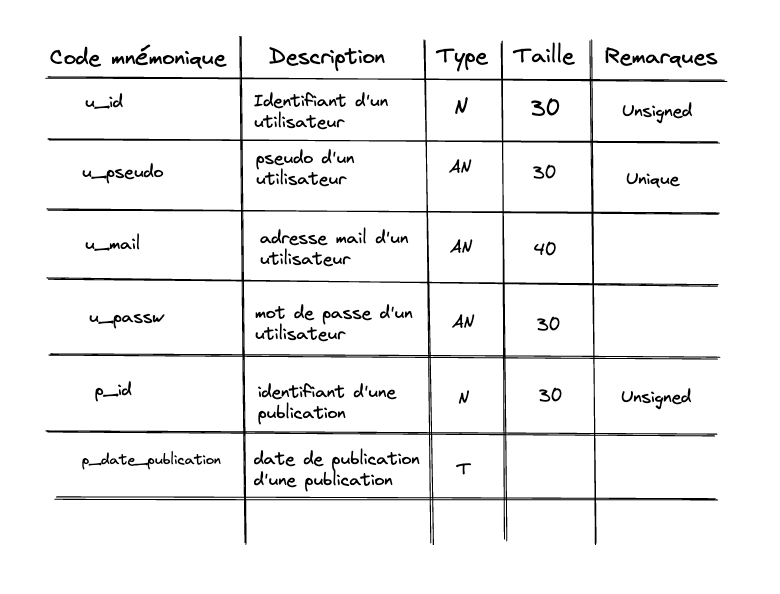 Code mnémonique Description Type Taille Remarques
u_id Identifiant d'un utilisateur N 30 Unsigned
u_pseudo pseudo d'un utilisateur AN 30 Unique
u_mail adresse mail d'un utilisateur AN 40
u_passw mot de passe d'un utilisateur AN 30
p_id identifiant d'une publication N 30 Unsigned
p_date_publication date de publication d'une publication T